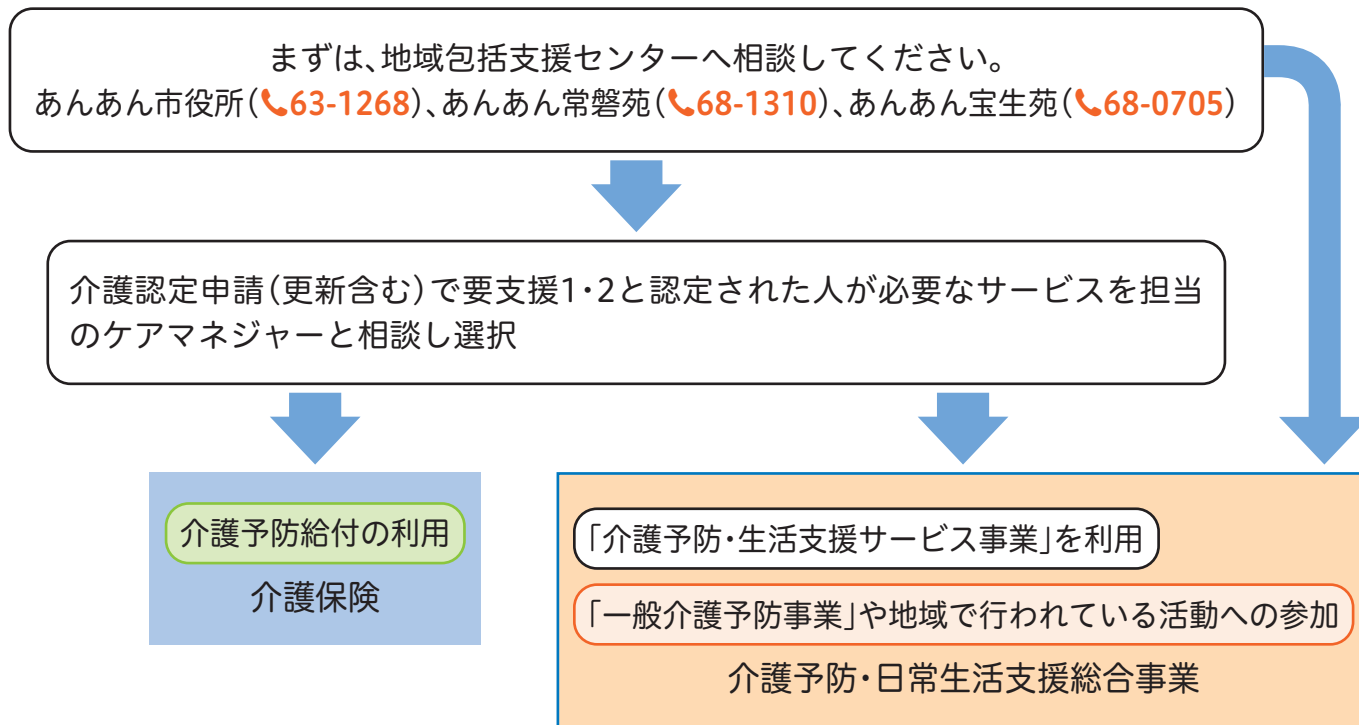 まずは、地域包括支援センターへ相談してください。
あんあん市役所（📞63-1268）、あんあん常磐苑（📞68-1310）、あんあん宝生苑（📞68-0705）
介護認定申請（更新含む）で要支援1・2と認定された人が必要なサービスを担当
のケアマネジャーと相談し選択
介護予防給付の利用
介護保険
「介護予防・生活支援サービス事業」を利用
「一般介護予防事業」や地域で行われている活動への参加
介護予防・日常生活支援総合事業